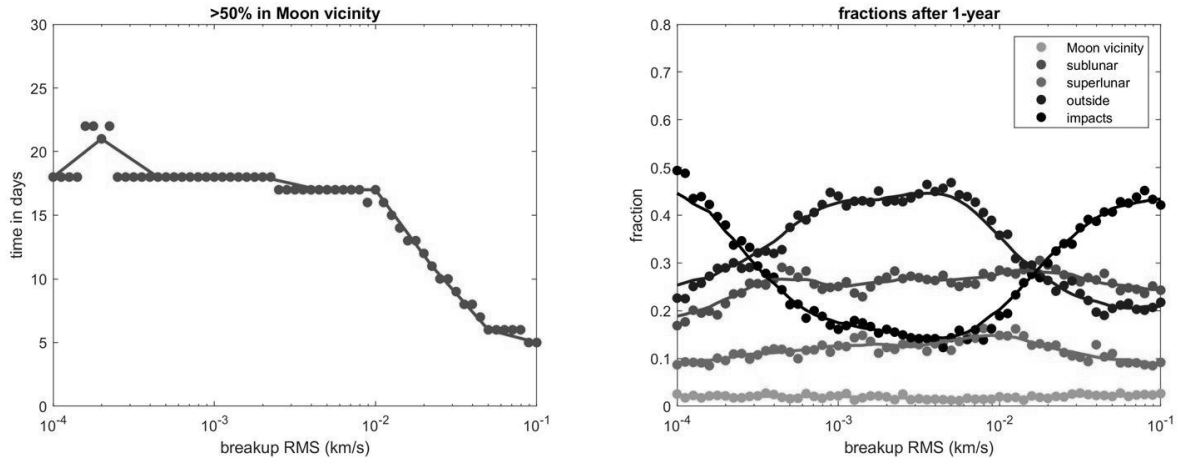 >50% in Moon vicinity
30
25
20
15
10
5
0
time in days
10-4
10-3
10-2
10-1
breakup RMS (km/s)
fractions after 1-year
0.8
0.7
0.6
0.5
0.4
0.3
0.2
0.1
0
fraction
Moon vicinity
sublunar
superlunar
outside
impacts
10-4
10-3
10-2
10-1
breakup RMS (km/s)